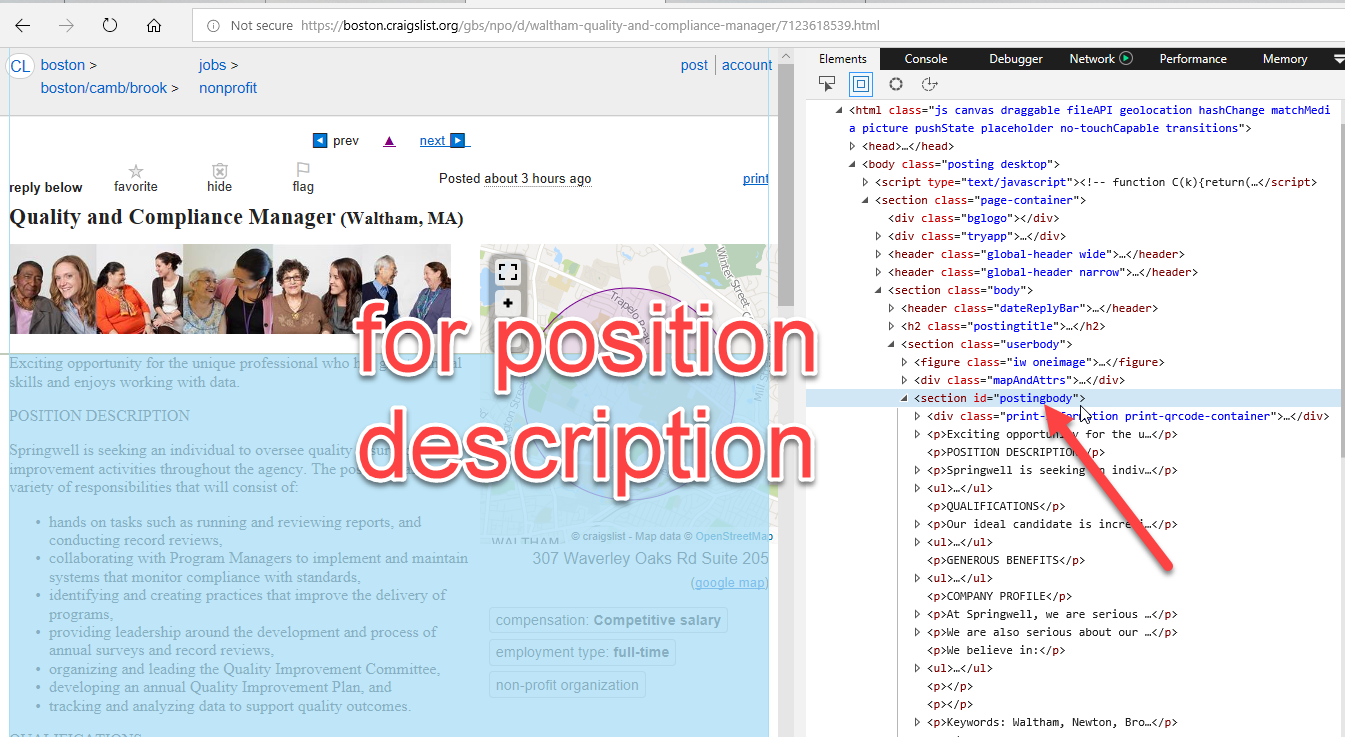 Not secure https://boston.craigslist.org/gbs/npo/d/waltham-quality-and-compliance-manager/7123618539.html
CL boston > jobs > post account
boston/camb/brook > nonprofit
prev next
reply below favorite hide flag Posted about 3 hours ago print
Quality and Compliance Manager (Waltham, MA)
Winter Street
Trapelo Road
+
for position
description
Exciting opportunity for the unique professional who
skills and enjoys working with data.
POSITION DESCRIPTION
Springwell is seeking an individual to oversee quality
improvement activities throughout the agency. The
variety of responsibilities that will consist of:
• hands on tasks such as running and reviewing reports, and
conducting record reviews,
• collaborating with Program Managers to implement and maintain
systems that monitor compliance with standards,
• identifying and creating practices that improve the delivery of
programs,
• providing leadership around the development and process of
annual surveys and record reviews,
• organizing and leading the Quality Improvement Committee,
• developing an annual Quality Improvement Plan, and
• tracking and analyzing data to support quality outcomes.
QUALIFICATIONS
WALTHAM
© craigslist - Map data © OpenStreetMap
307 Waverley Oaks Rd Suite 205
(google map)
compensation: Competitive salary
employment type: full-time
non-profit organization
Elements Console Debugger Network Performance Memory
<html class="js canvas draggable fileAPI geolocation hashChange matchMedi
a picture pushState placeholder no-touchCapable transitions">
<head>…</head>
<body class="posting desktop">
<script type="text/javascript"><!-- function C(k){return(…</script>
<section class="page-container">
<div class="bglogo"></div>
<div class="tryapp">…</div>
<header class="global-header wide">…</header>
<header class="global-header narrow">…</header>
<section class="body">
<header class="dateReplyBar">…</header>
<h2 class="postingtitle">…</h2>
<section class="userbody">
<figure class="iw oneimage">…</figure>
<div class="mapAndAttrs">…</div>
<section id="postingbody">
<div class="print-information print-qrcode-container">…</div>
<p>Exciting opportunity for the u…</p>
<p>POSITION DESCRIPTION</p>
<p>Springwell is seeking an indiv…</p>
<ul>…</ul>
<p>QUALIFICATIONS</p>
<p>Our ideal candidate is incredi…</p>
<ul>…</ul>
<p>GENEROUS BENEFITS</p>
<ul>…</ul>
<p>COMPANY PROFILE</p>
<p>At Springwell, we are serious …</p>
<p>We are also serious about our …</p>
<p>We believe in:</p>
<ul>…</ul>
<p></p>
<p></p>
<p>Keywords: Waltham, Newton, Bro…</p>